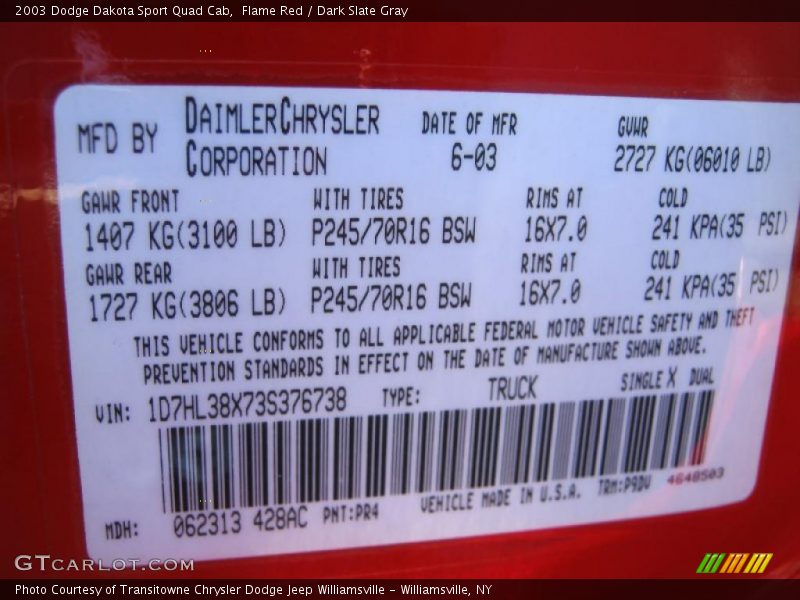 2003 Dodge Dakota Sport Quad Cab,  Flame Red / Dark Slate Gray
MFD BY DAIMLERCHRYSLER CORPORATION DATE OF MFR 6-03 GVWR 2727 KG(06010 LB)
GAWR FRONT WITH TIRES RIMS AT COLD
1407 KG(3100 LB) P245/70R16 BSW 16X7.0 241 KPA(35 PSI)
GAWR REAR WITH TIRES RIMS AT COLD
1727 KG(3806 LB) P245/70R16 BSW 16X7.0 241 KPA(35 PSI)
THIS VEHICLE CONFORMS TO ALL APPLICABLE FEDERAL MOTOR VEHICLE SAFETY AND THEFT
PREVENTION STANDARDS IN EFFECT ON THE DATE OF MANUFACTURE SHOWN ABOVE.
VIN: 1D7HL38X73S376738 TYPE: TRUCK SINGLE X DUAL
MDH: 062313 428AC PNT:PR4 VEHICLE MADE IN U.S.A. TRM:P9DV 4648503
GTCARLOT.COM
Photo Courtesy of Transitowne Chrysler Dodge Jeep Williamsville - Williamsville, NY